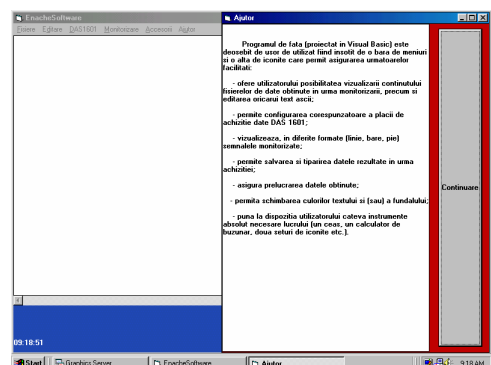 EnacheSoftware
Fisiere Editare DAS1601 Monitorizare Accesorii Ajutor
09:18:51
Ajutor
Programul de fata (proiectat in Visual Basic) este
deosebit de usor de utilizat fiind insotit de o bara de meniuri
si o alta de iconite care permit asigurarea urmatoarelor
facilitati:
- ofere utilizatorului posibilitatea vizualizarii continutului
fisierelor de date obtinute in urma monitorizarii, precum si
editarea oricarui text ascii;
- permite configurarea corespunzatoare a placii de
achizitie date DAS 1601;
- vizualizeaza, in diferite formate (linie, bare, pie)
semnalele monitorizate;
- permite salvarea si tiparirea datele rezultate in urma
achizitiei;
- asigura prelucrarea datele obtinute;
- permita schimbarea culorilor textului si (sau) a fundalului;
- puna la dispozitia utilizatorului cateva instrumente
absolut necesare lucrului (un ceas, un calculator de
buzunar, doua seturi de iconite etc.).
Continuare
Start Graphics Server EnacheSoftware Ajutor 9:18 AM